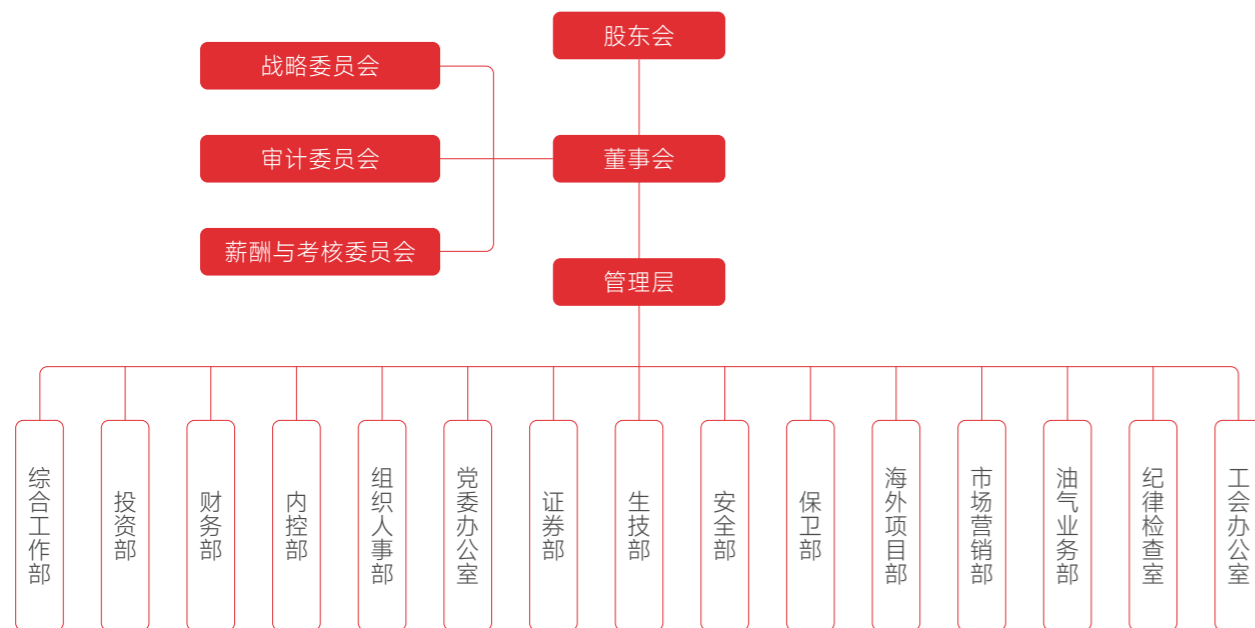 股东会
战略委员会
审计委员会
董事会
薪酬与考核委员会
管理层
综合工作部
投资部
财务部
内控部
组织人事部
党委办公室
证券部
生技部
安全部
保卫部
海外项目部
市场营销部
油气业务部
纪律检查室
工会办公室